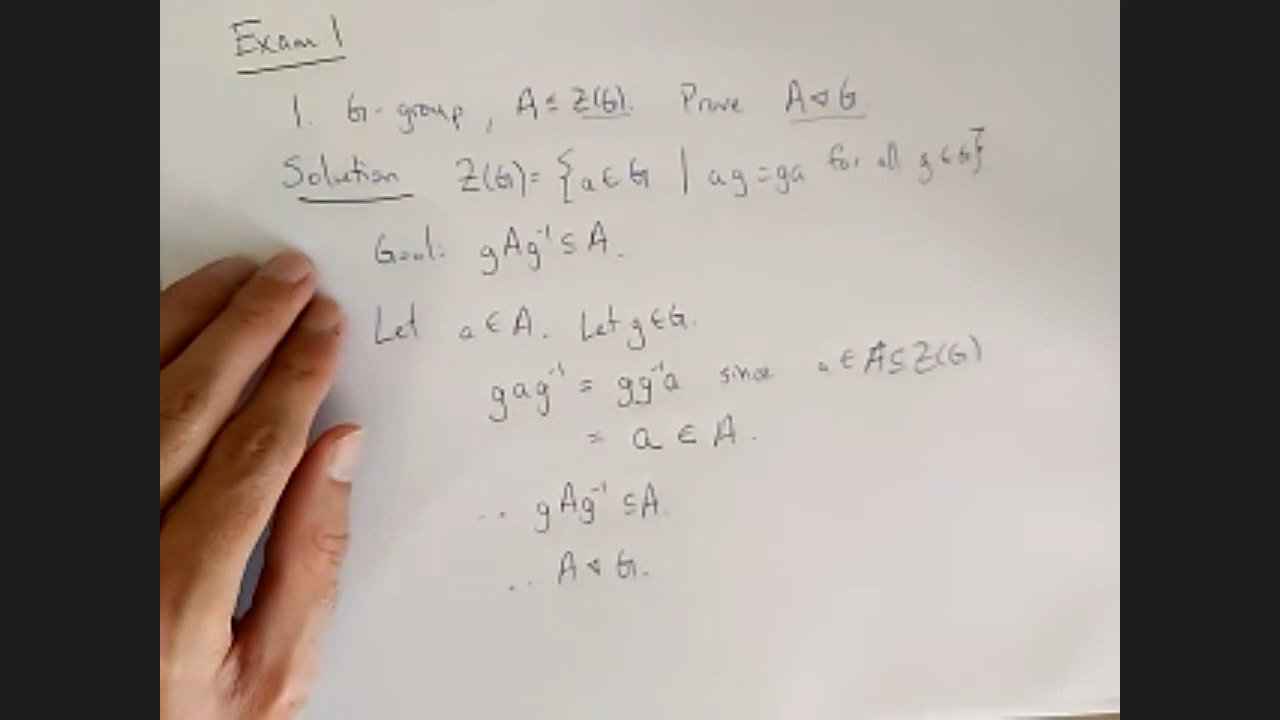 Exam 1
1. G-group, A ≤ Z(G). Prove A ⊲ G.
Solution Z(G) = {a ∈ G | ag = ga for all g ∈ G}
Goal: gAg⁻¹ ⊆ A.
Let a ∈ A. Let g ∈ G.
gag⁻¹ = gg⁻¹a since a ∈ A ⊆ Z(G)
= a ∈ A.
∴ gAg⁻¹ ⊆ A.
∴ A ⊲ G.